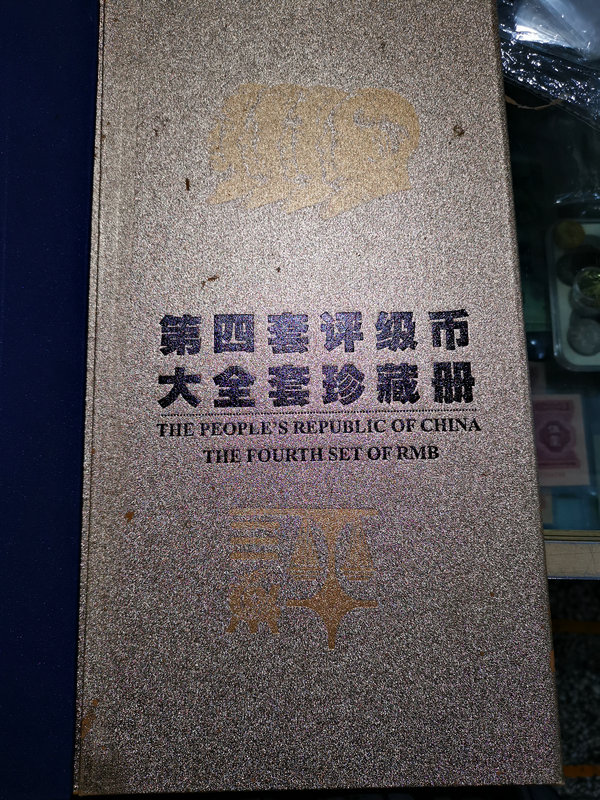 第四套评级币
大全套珍藏册
THE PEOPLE'S REPUBLIC OF CHINA
THE FOURTH SET OF RMB